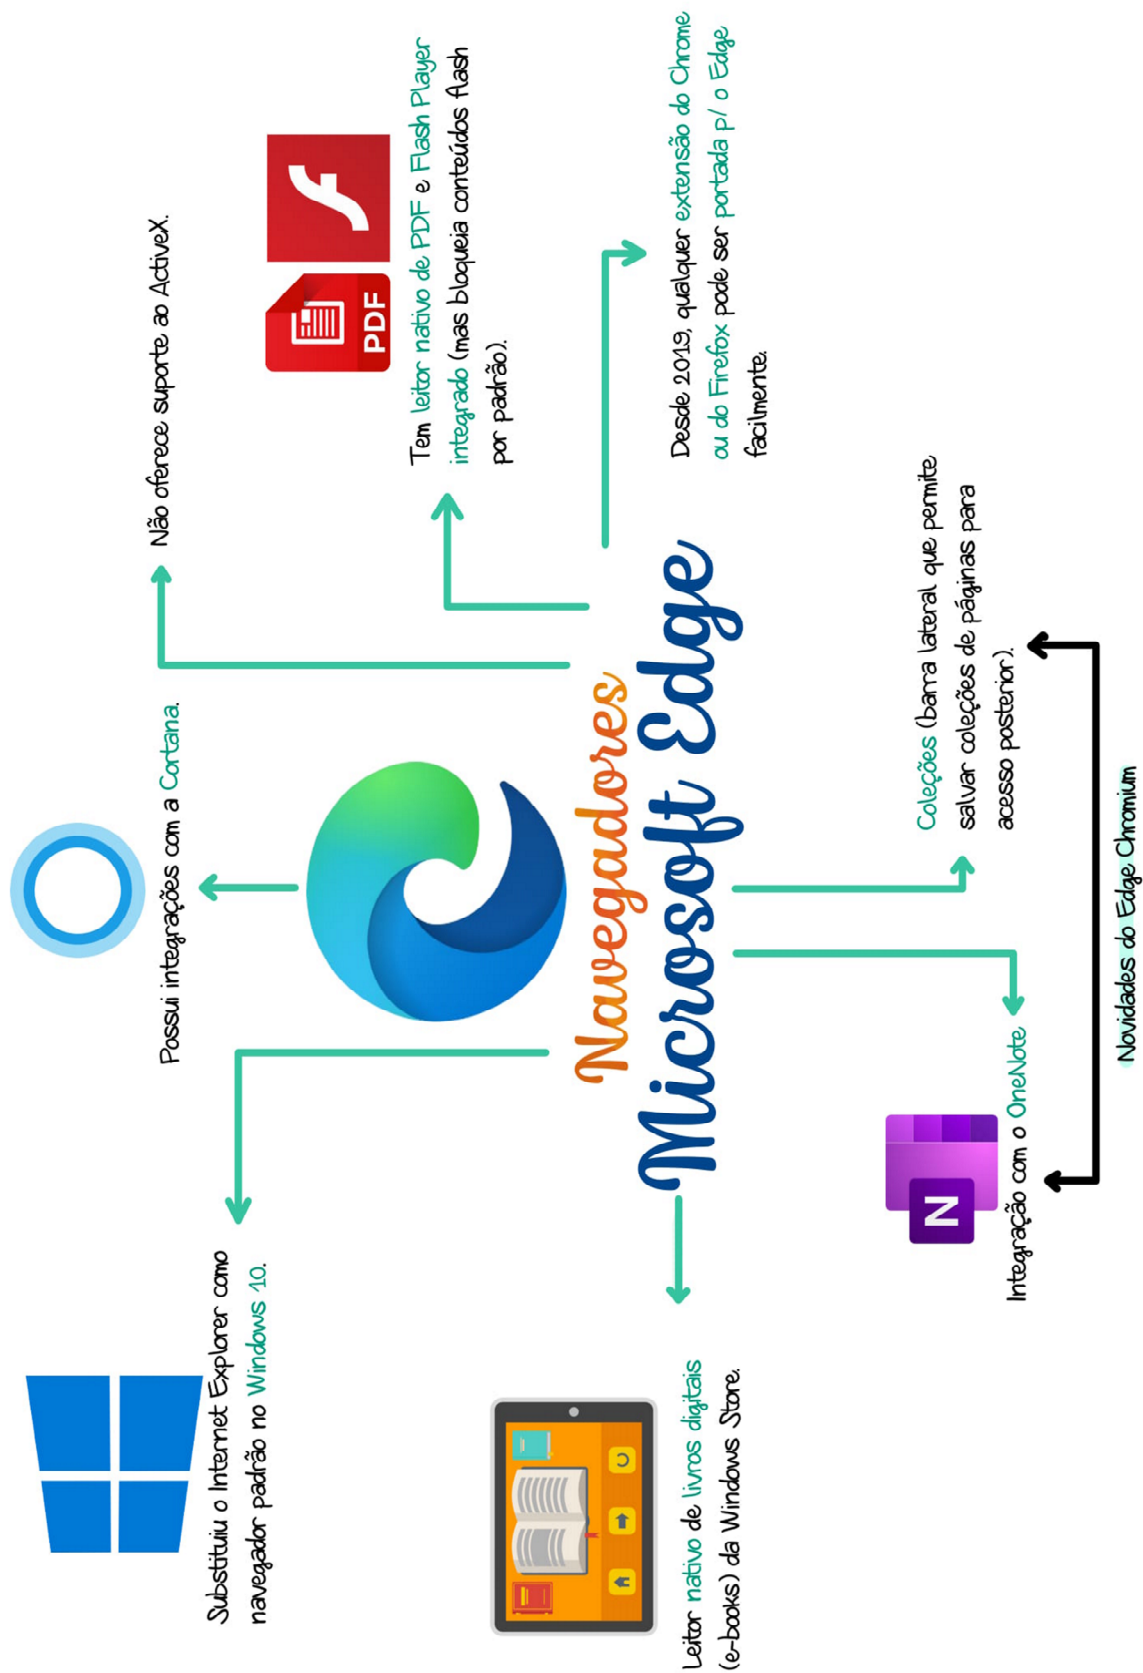 Substituiu o Internet Explorer como
navegador padrão no Windows 10.
Possui integrações com a Cortana.
Não oferece suporte ao ActiveX.
PDF
Tem leitor nativo de PDF e Flash Player
integrado (mas bloqueia conteúdos flash
por padrão).
Navegadores
Microsoft Edge
Desde 2019, qualquer extensão do Chrome
ou do Firefox pode ser portada p/ o Edge
facilmente.
Leitor nativo de livros digitais
(e-books) da Windows Store.
N
Integração com o OneNote
Coleções (barra lateral que permite
salvar coleções de páginas para
acesso posterior).
Novidades do Edge Chromium